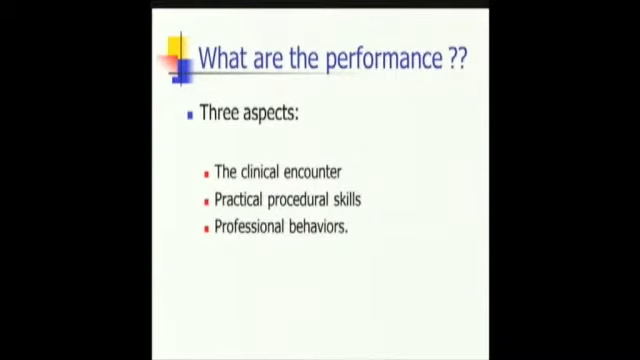 What are the performance ??
Three aspects:
The clinical encounter
Practical procedural skills
Professional behaviors.